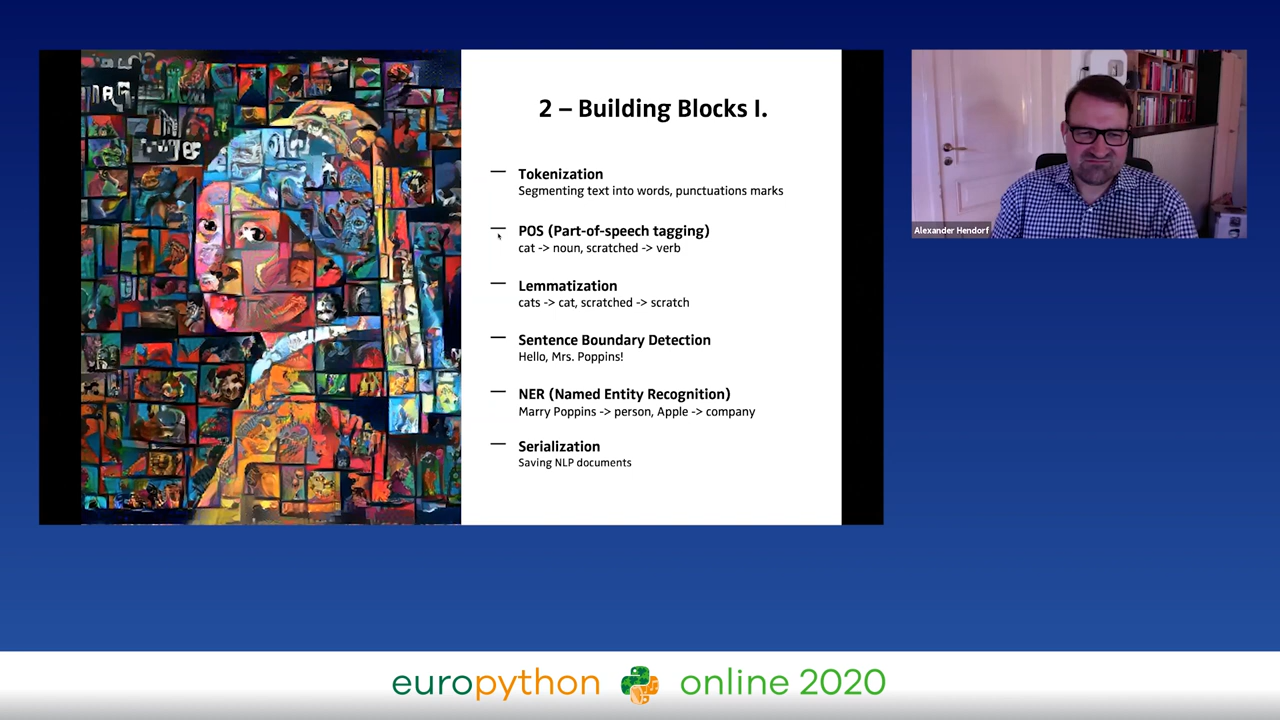 2 – Building Blocks I.
— Tokenization
Segmenting text into words, punctuations marks
— POS (Part-of-speech tagging)
cat -> noun, scratched -> verb
— Lemmatization
cats -> cat, scratched -> scratch
— Sentence Boundary Detection
Hello, Mrs. Poppins!
— NER (Named Entity Recognition)
Marry Poppins -> person, Apple -> company
— Serialization
Saving NLP documents
Alexander Hendorf
europython online 2020